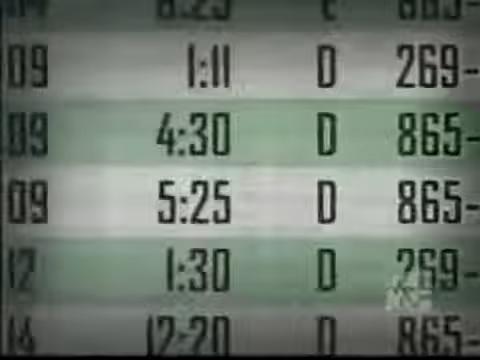 09 1:11 D 269-
09 4:30 D 865-
09 5:25 D 865-
12 1:30 D 269-
14 12:20 D 865-